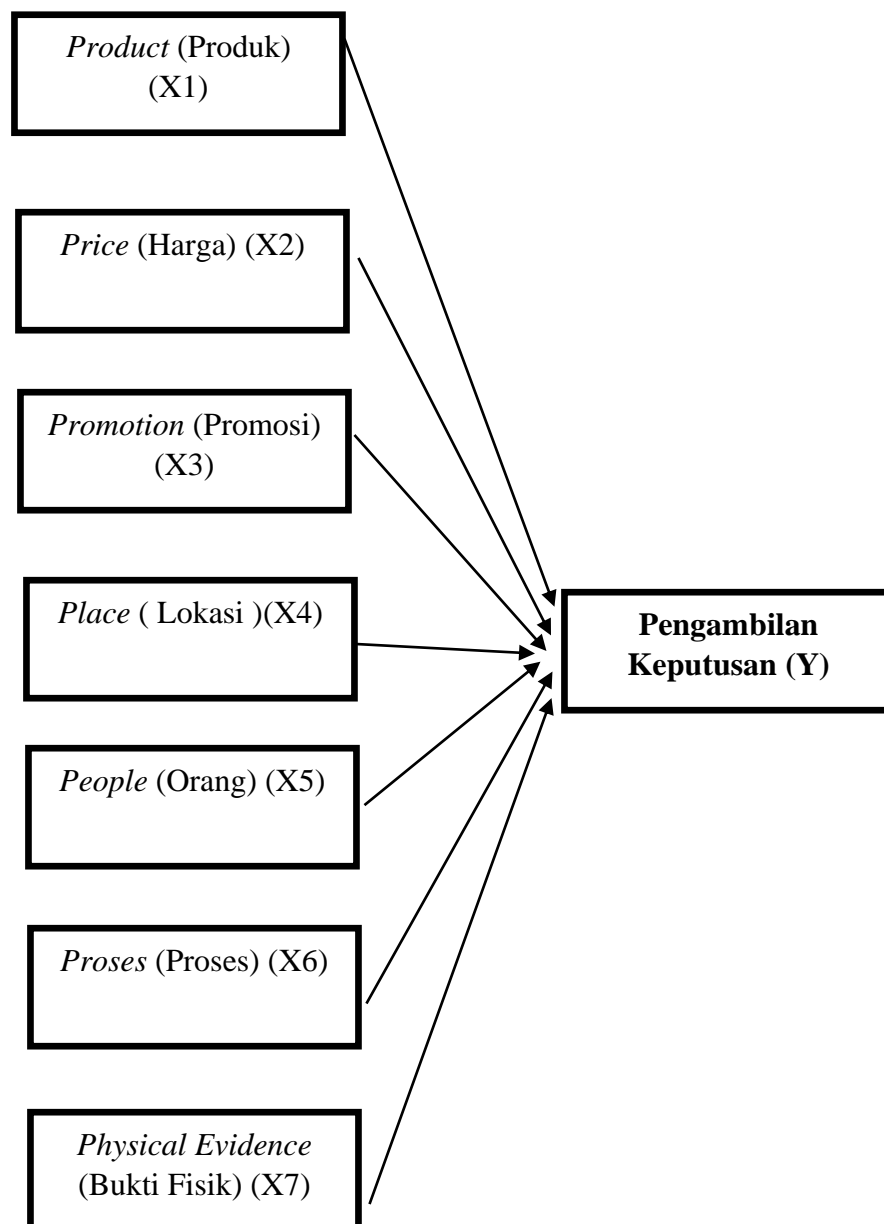 Product (Produk)
(X1)
Price (Harga) (X2)
Promotion (Promosi)
(X3)
Place ( Lokasi )(X4)
Pengambilan
Keputusan (Y)
People (Orang) (X5)
Proses (Proses) (X6)
Physical Evidence
(Bukti Fisik) (X7)